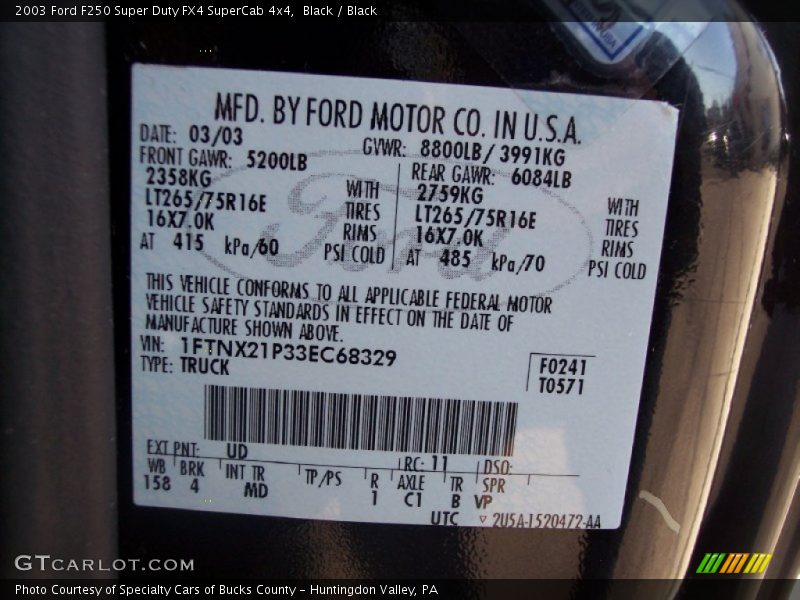 2003 Ford F250 Super Duty FX4 SuperCab 4x4, Black / Black
MFD. BY FORD MOTOR CO. IN U.S.A.
DATE: 03/03 GVWR: 8800LB/ 3991KG
FRONT GAWR: 5200LB REAR GAWR: 6084LB
2358KG WITH 2759KG WITH
LT265/75R16E TIRES LT265/75R16E TIRES
16X7.0K RIMS 16X7.0K RIMS
AT 415 kPa/60 PSI COLD AT 485 kPa/70 PSI COLD
Ford
THIS VEHICLE CONFORMS TO ALL APPLICABLE FEDERAL MOTOR
VEHICLE SAFETY STANDARDS IN EFFECT ON THE DATE OF
MANUFACTURE SHOWN ABOVE.
VIN: 1FTNX21P33EC68329
TYPE: TRUCK
F0241
T0571
EXT PNT: UD RC: 11 DSO:
WB BRK INT TR TP/PS R AXLE TR SPR
158 4 MD 1 C1 B VP
UTC ▽ 2U5A-1520472-AA
GTCARLOT.COM
Photo Courtesy of Specialty Cars of Bucks County – Huntingdon Valley, PA